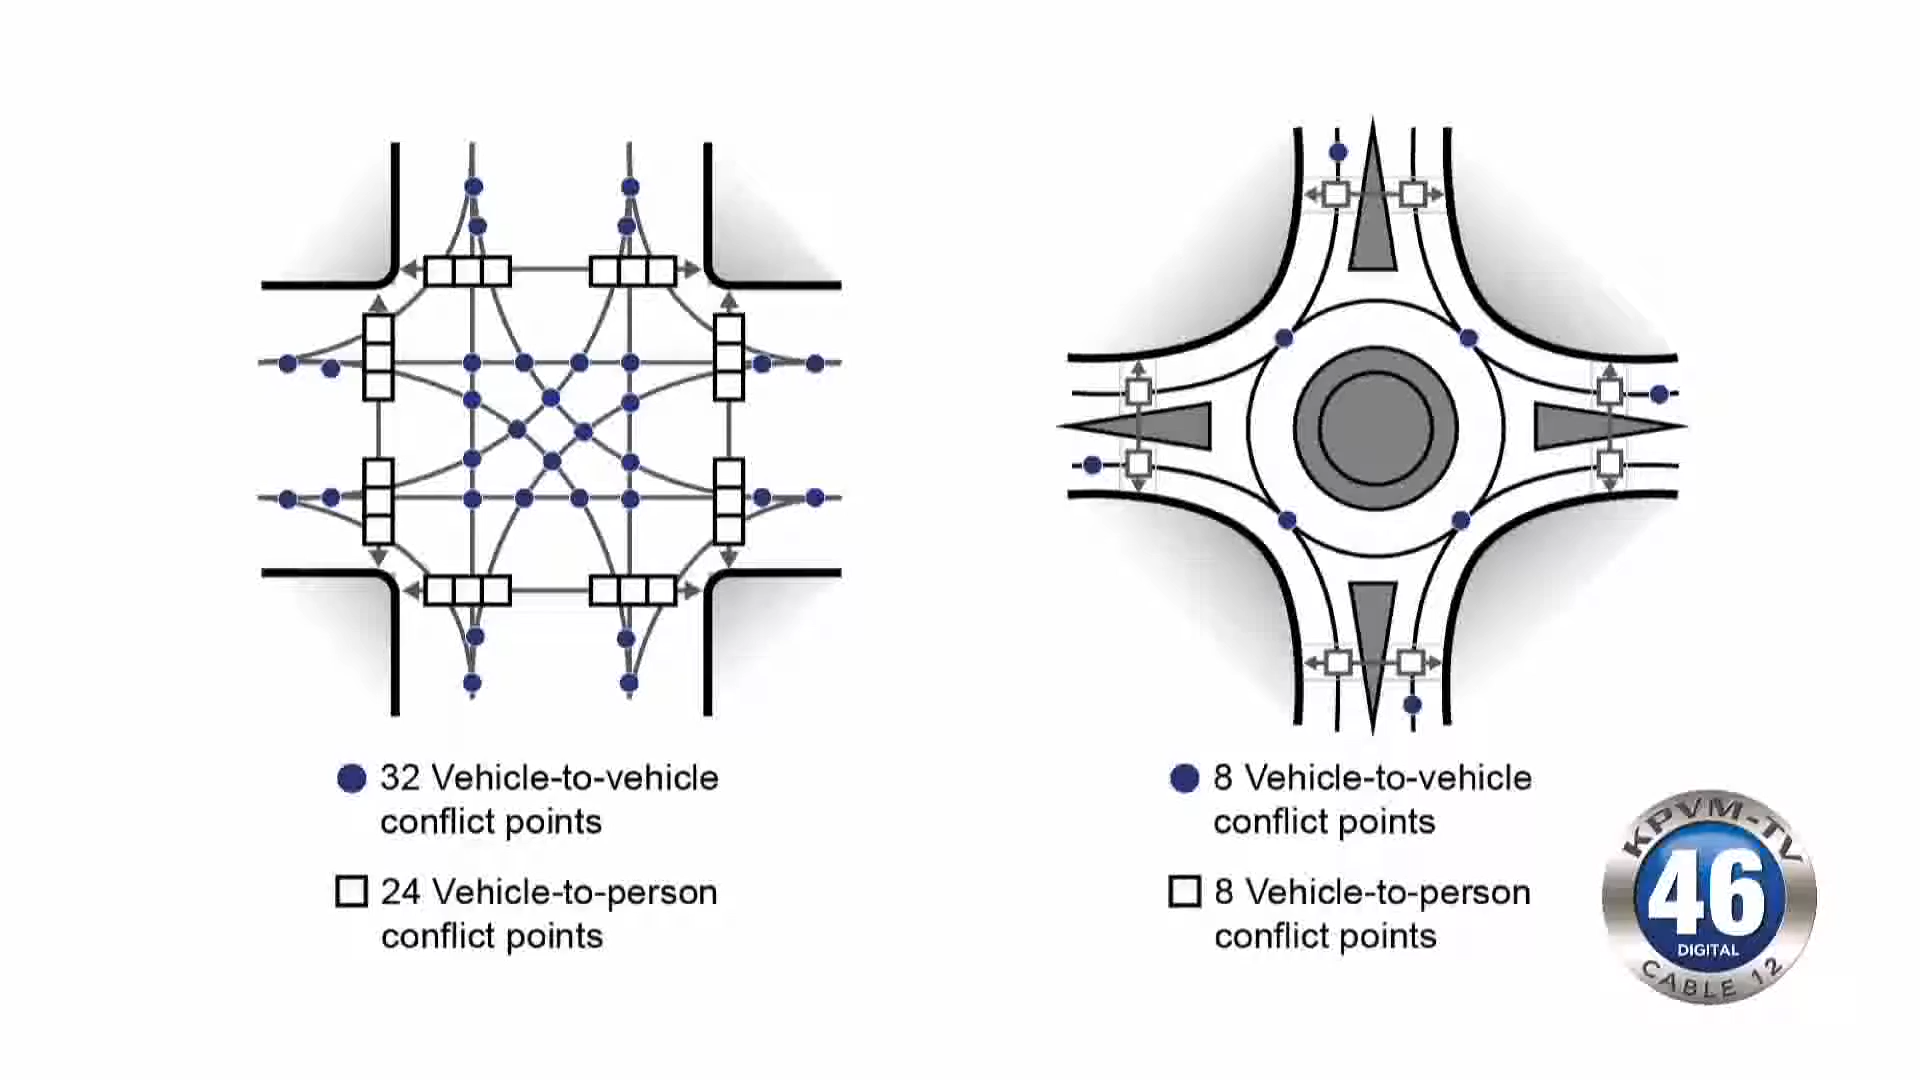 32 Vehicle-to-vehicle
conflict points
24 Vehicle-to-person
conflict points
8 Vehicle-to-vehicle
conflict points
8 Vehicle-to-person
conflict points
KPVM-TV
46
DIGITAL
CABLE 12